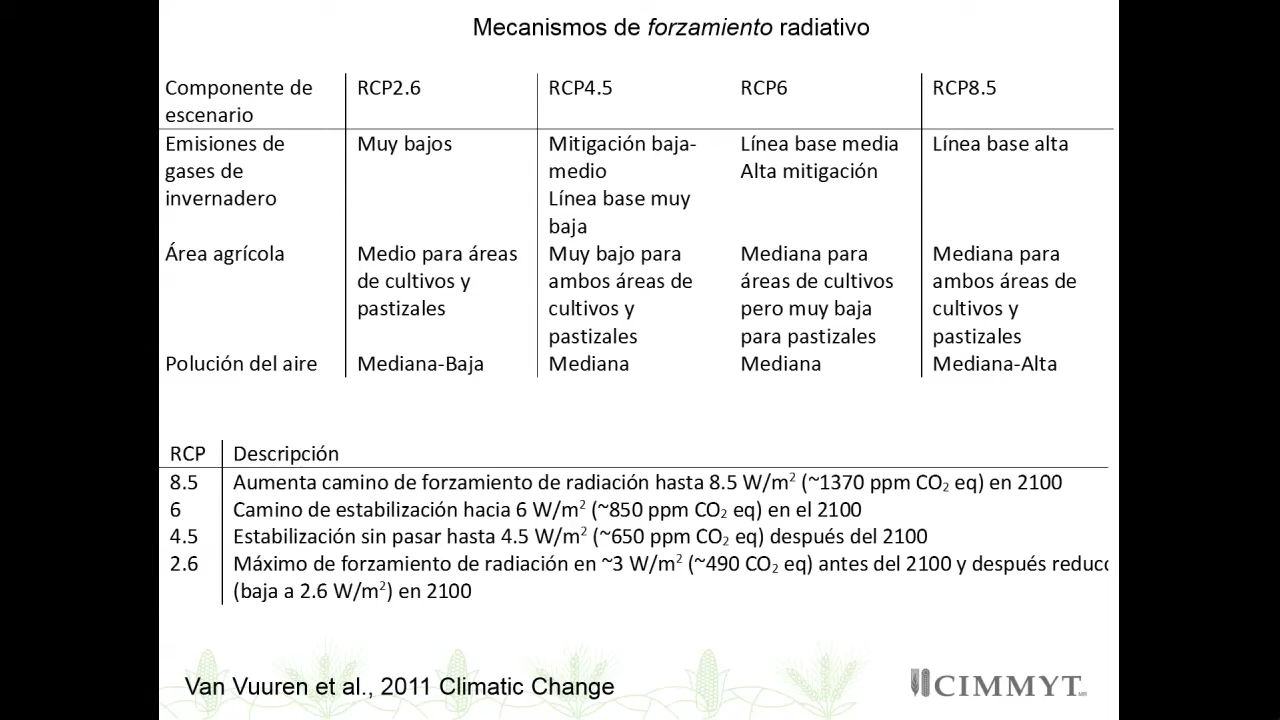 Mecanismos de forzamiento radiativo
Componente de escenario RCP2.6 RCP4.5 RCP6 RCP8.5
Emisiones de gases de invernadero Muy bajos Mitigación baja-medio Línea base muy baja Línea base media Alta mitigación Línea base alta
Área agrícola Medio para áreas de cultivos y pastizales Muy bajo para ambos áreas de cultivos y pastizales Mediana para áreas de cultivos pero muy baja para pastizales Mediana para ambos áreas de cultivos y pastizales
Polución del aire Mediana-Baja Mediana Mediana Mediana-Alta
RCP Descripción
8.5 Aumenta camino de forzamiento de radiación hasta 8.5 W/m² (~1370 ppm CO₂ eq) en 2100
6 Camino de estabilización hacia 6 W/m² (~850 ppm CO₂ eq) en el 2100
4.5 Estabilización sin pasar hasta 4.5 W/m² (~650 ppm CO₂ eq) después del 2100
2.6 Máximo de forzamiento de radiación en ~3 W/m² (~490 CO₂ eq) antes del 2100 y después
(baja a 2.6 W/m²) en 2100
Van Vuuren et al., 2011 Climatic Change
CIMMYT